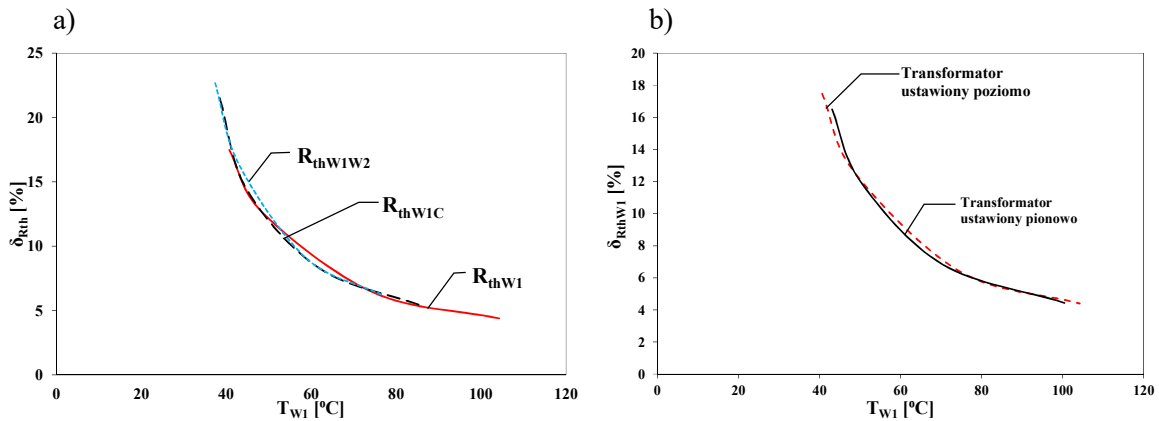 a)
25
20
15
10
5
0
δRth [%]
RthW1W2
RthW1C
RthW1
0 20 40 60 80 100 120
TW1 [ºC]
b)
20
18
16
14
12
10
8
6
4
2
0
δRthW1 [%]
Transformator
ustawiony poziomo
Transformator
ustawiony pionowo
0 20 40 60 80 100 120
TW1 [ºC]